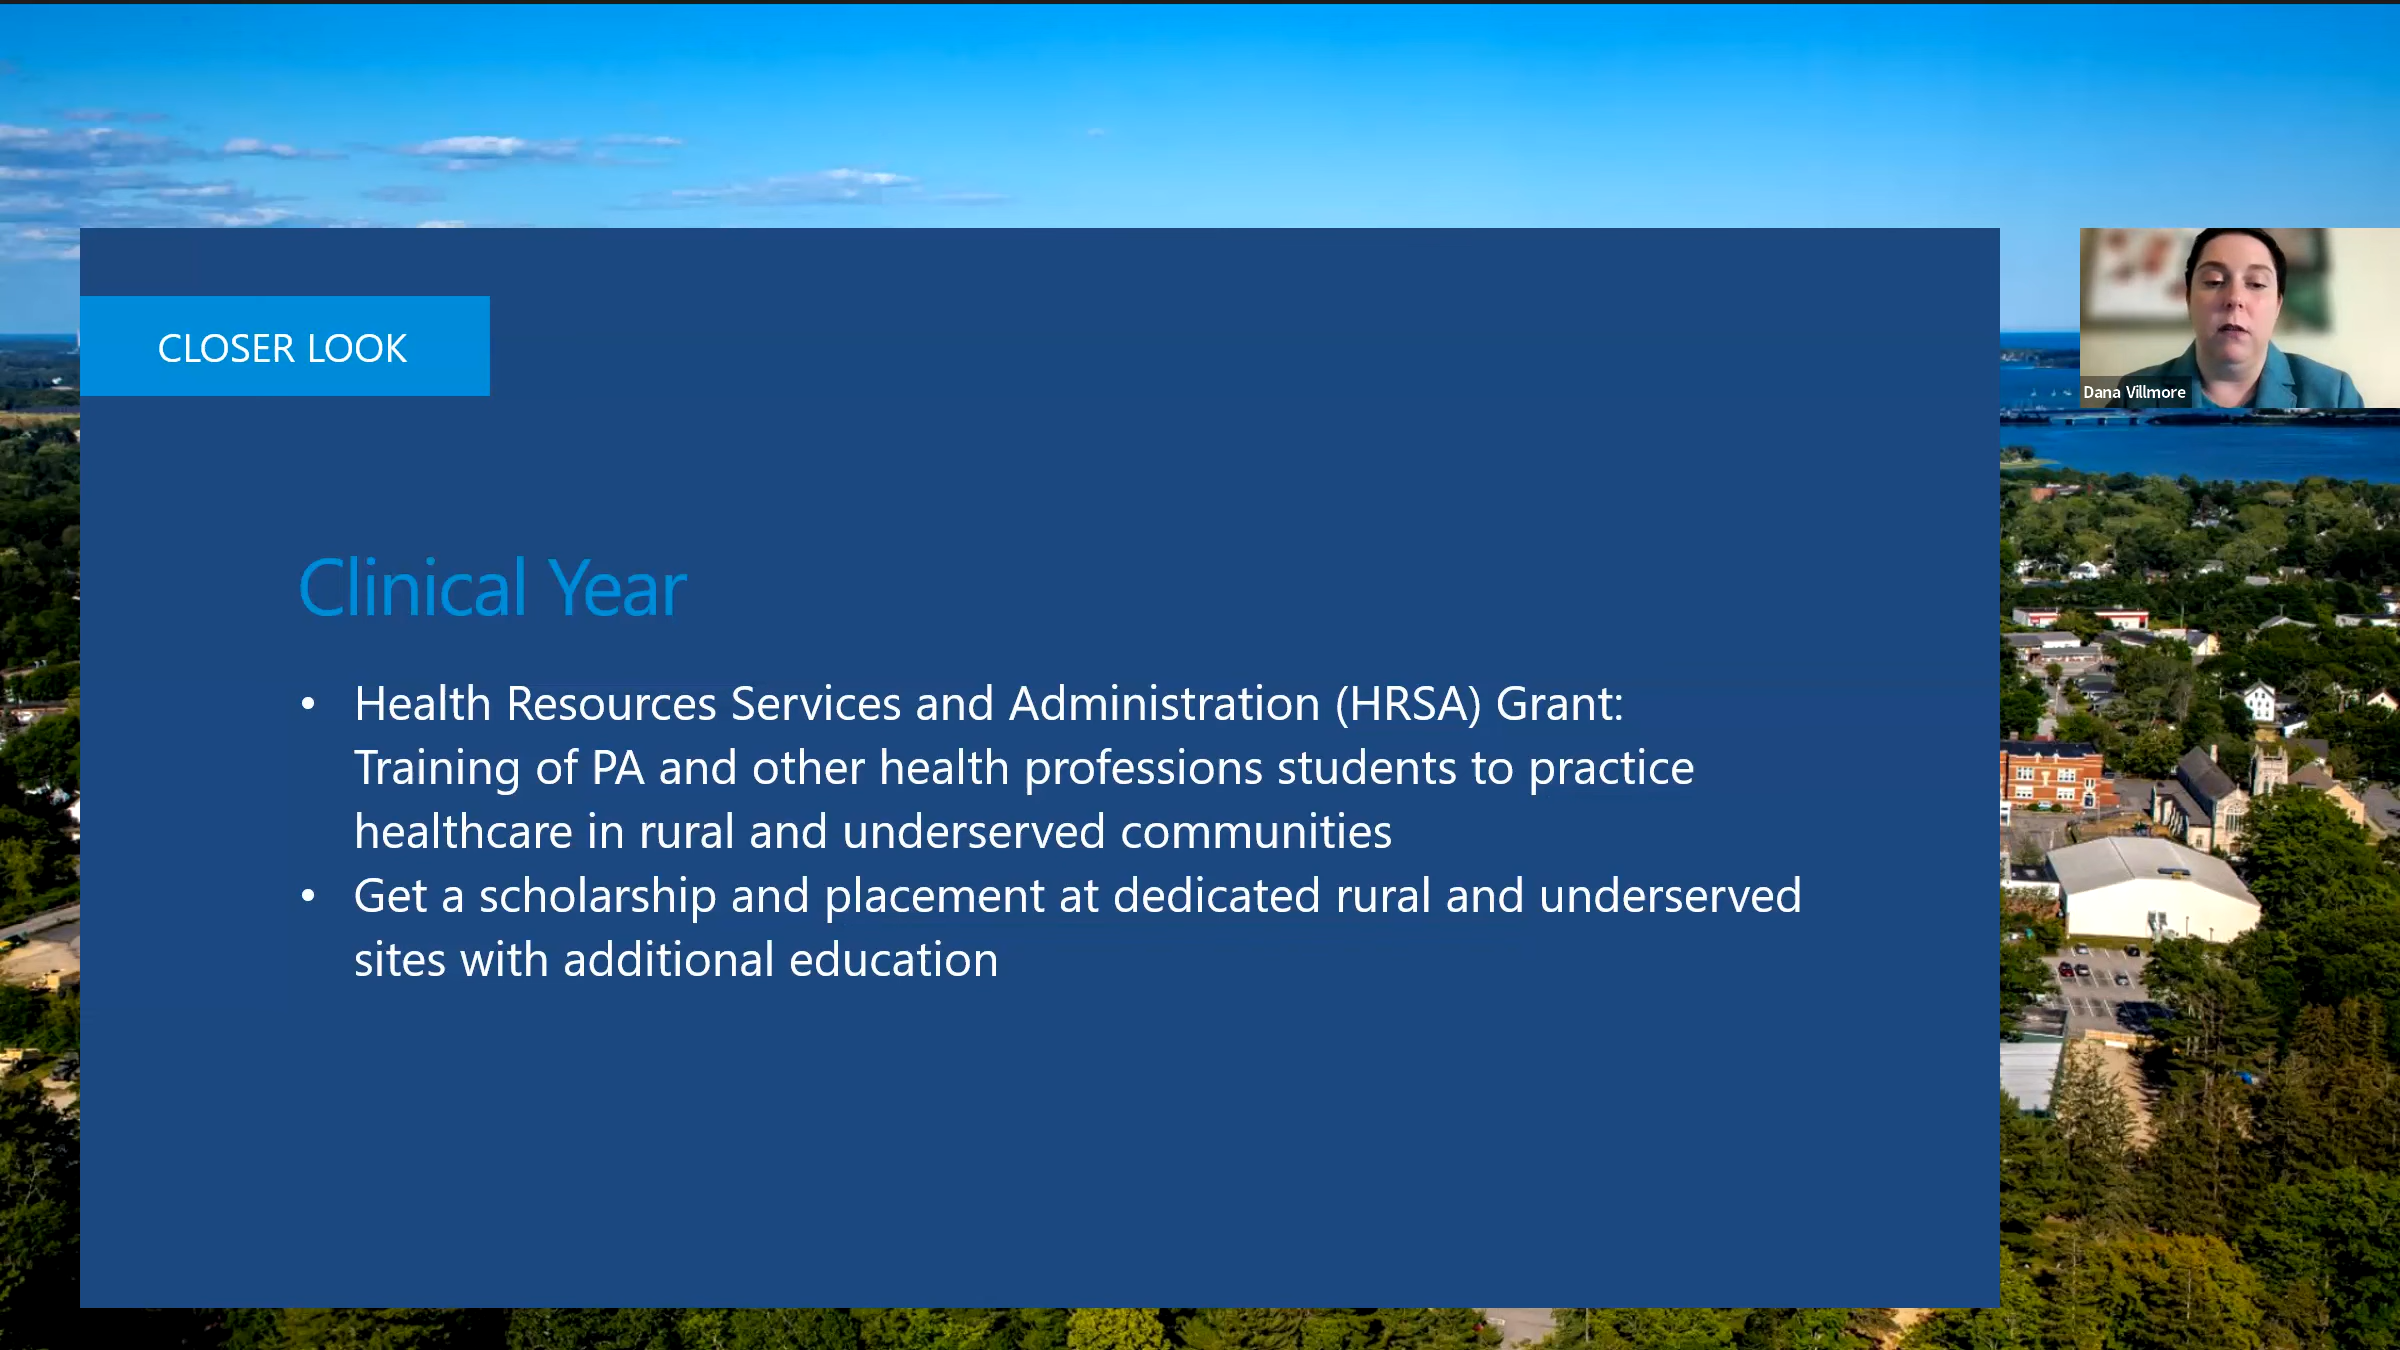 CLOSER LOOK
Dana Villmore
Clinical Year
• Health Resources Services and Administration (HRSA) Grant:
Training of PA and other health professions students to practice
healthcare in rural and underserved communities
• Get a scholarship and placement at dedicated rural and underserved
sites with additional education